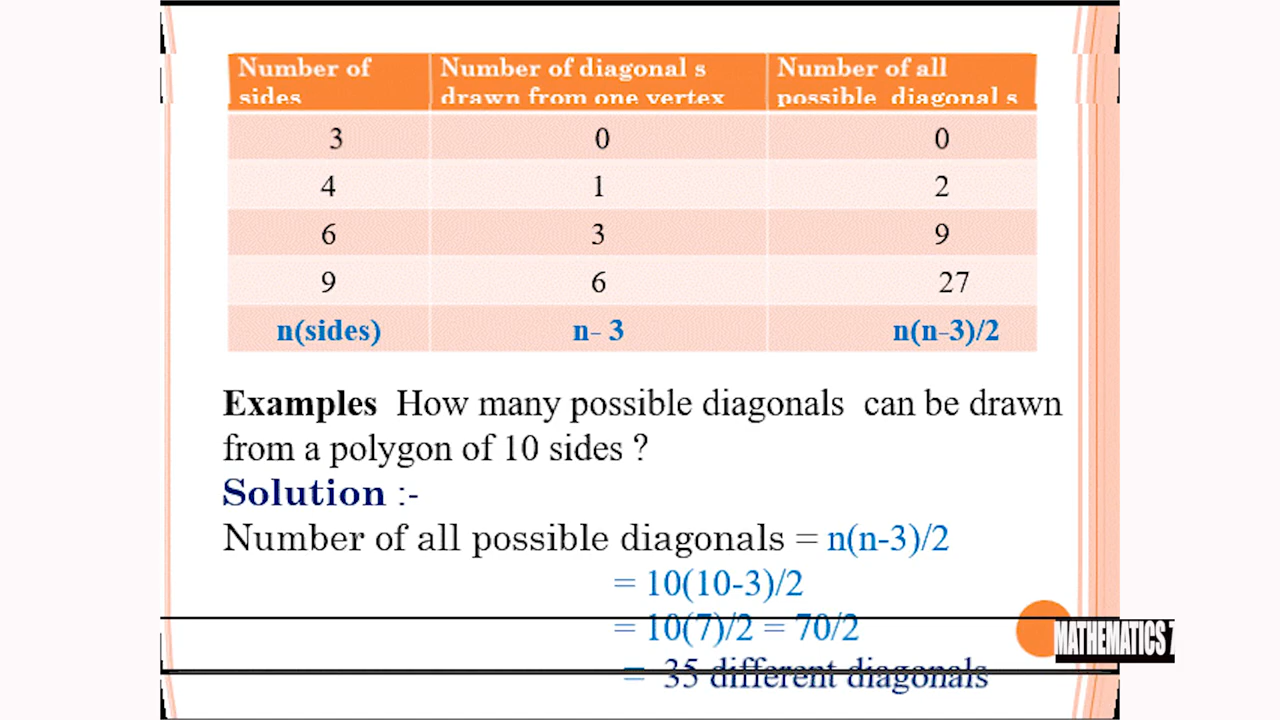 Number of sides Number of diagonal s drawn from one vertex Number of all possible diagonal s
3 0 0
4 1 2
6 3 9
9 6 27
n(sides) n- 3 n(n-3)/2
Examples How many possible diagonals can be drawn
from a polygon of 10 sides ?
Solution :-
Number of all possible diagonals = n(n-3)/2
= 10(10-3)/2
= 10(7)/2 = 70/2
= 35 different diagonals
MATHEMATICS 7